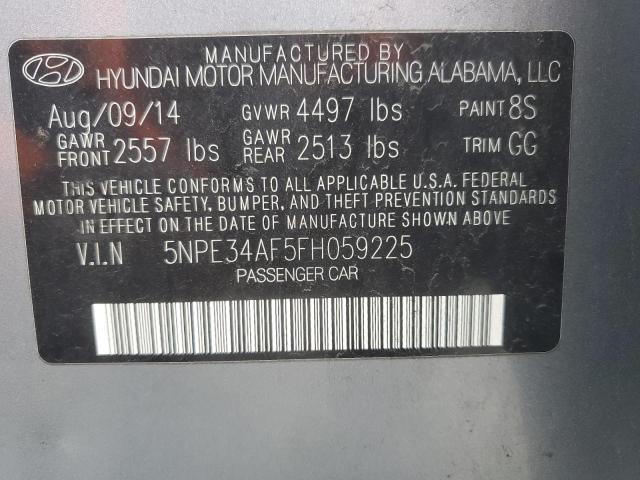 MANUFACTURED BY
HYUNDAI MOTOR MANUFACTURING ALABAMA, LLC
Aug/09/14 GVWR 4497 lbs PAINT 8S
GAWR FRONT 2557 lbs GAWR REAR 2513 lbs TRIM GG
THIS VEHICLE CONFORMS TO ALL APPLICABLE U.S.A. FEDERAL
MOTOR VEHICLE SAFETY, BUMPER, AND THEFT PREVENTION STANDARDS
IN EFFECT ON THE DATE OF MANUFACTURE SHOWN ABOVE
V.I.N 5NPE34AF5FH059225
PASSENGER CAR